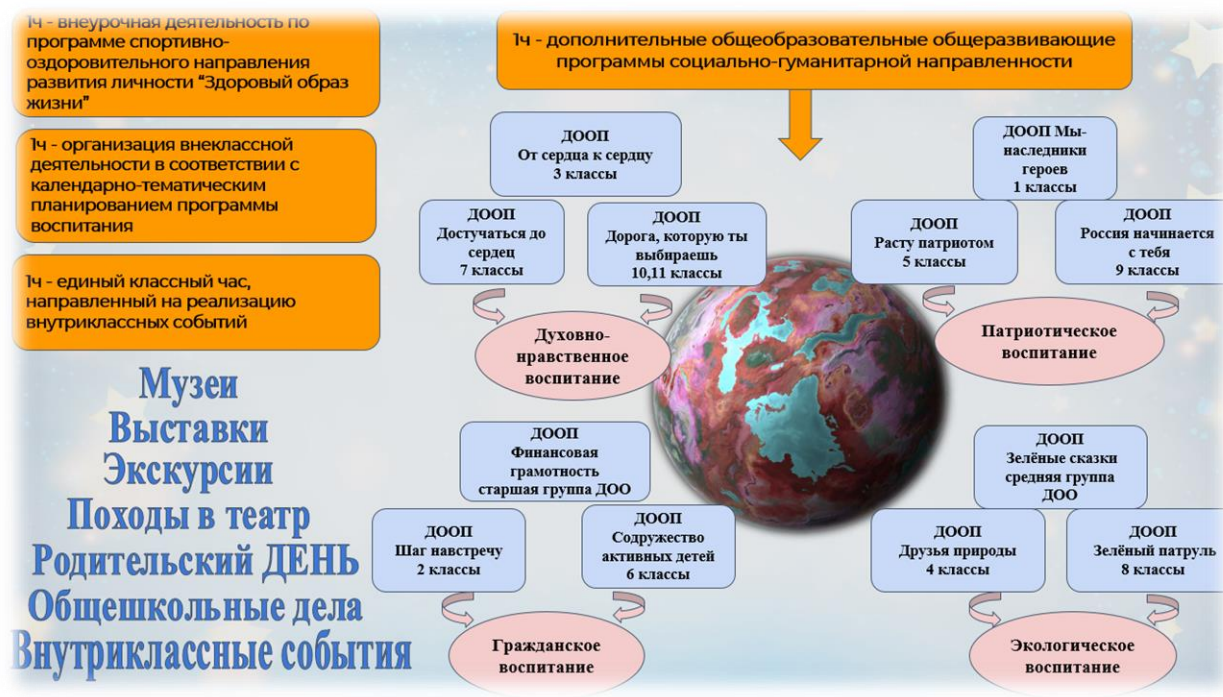 1ч - внеурочная деятельность по
программе спортивно-
оздоровительного направления
развития личности “Здоровый образ
жизни”
1ч - организация внеклассной
деятельности в соответствии с
календарно-тематическим
планированием программы
воспитания
1ч - единый классный час,
направленный на реализацию
внутриклассных событий
Музеи
Выставки
Экскурсии
Походы в театр
Родительский ДЕНЬ
Общешкольные дела
Внутриклассные события
1ч - дополнительные общеобразовательные общеразвивающие
программы социально-гуманитарной направленности
ДООП
От сердца к сердцу
3 классы
ДООП
Достучаться до
сердец
7 классы
ДООП
Дорога, которую ты
выбираешь
10,11 классы
Духовно-
нравственное
воспитание
ДООП Мы-
наследники
героев
1 классы
ДООП
Расту патриотом
5 классы
ДООП
Россия начинается
с тебя
9 классы
Патриотическое
воспитание
ДООП
Финансовая
грамотность
старшая группа ДОО
ДООП
Шаг навстречу
2 классы
ДООП
Содружество
активных детей
6 классы
Гражданское
воспитание
ДООП
Зелёные сказки
средняя группа
ДОО
ДООП
Друзья природы
4 классы
ДООП
Зелёный патруль
8 классы
Экологическое
воспитание